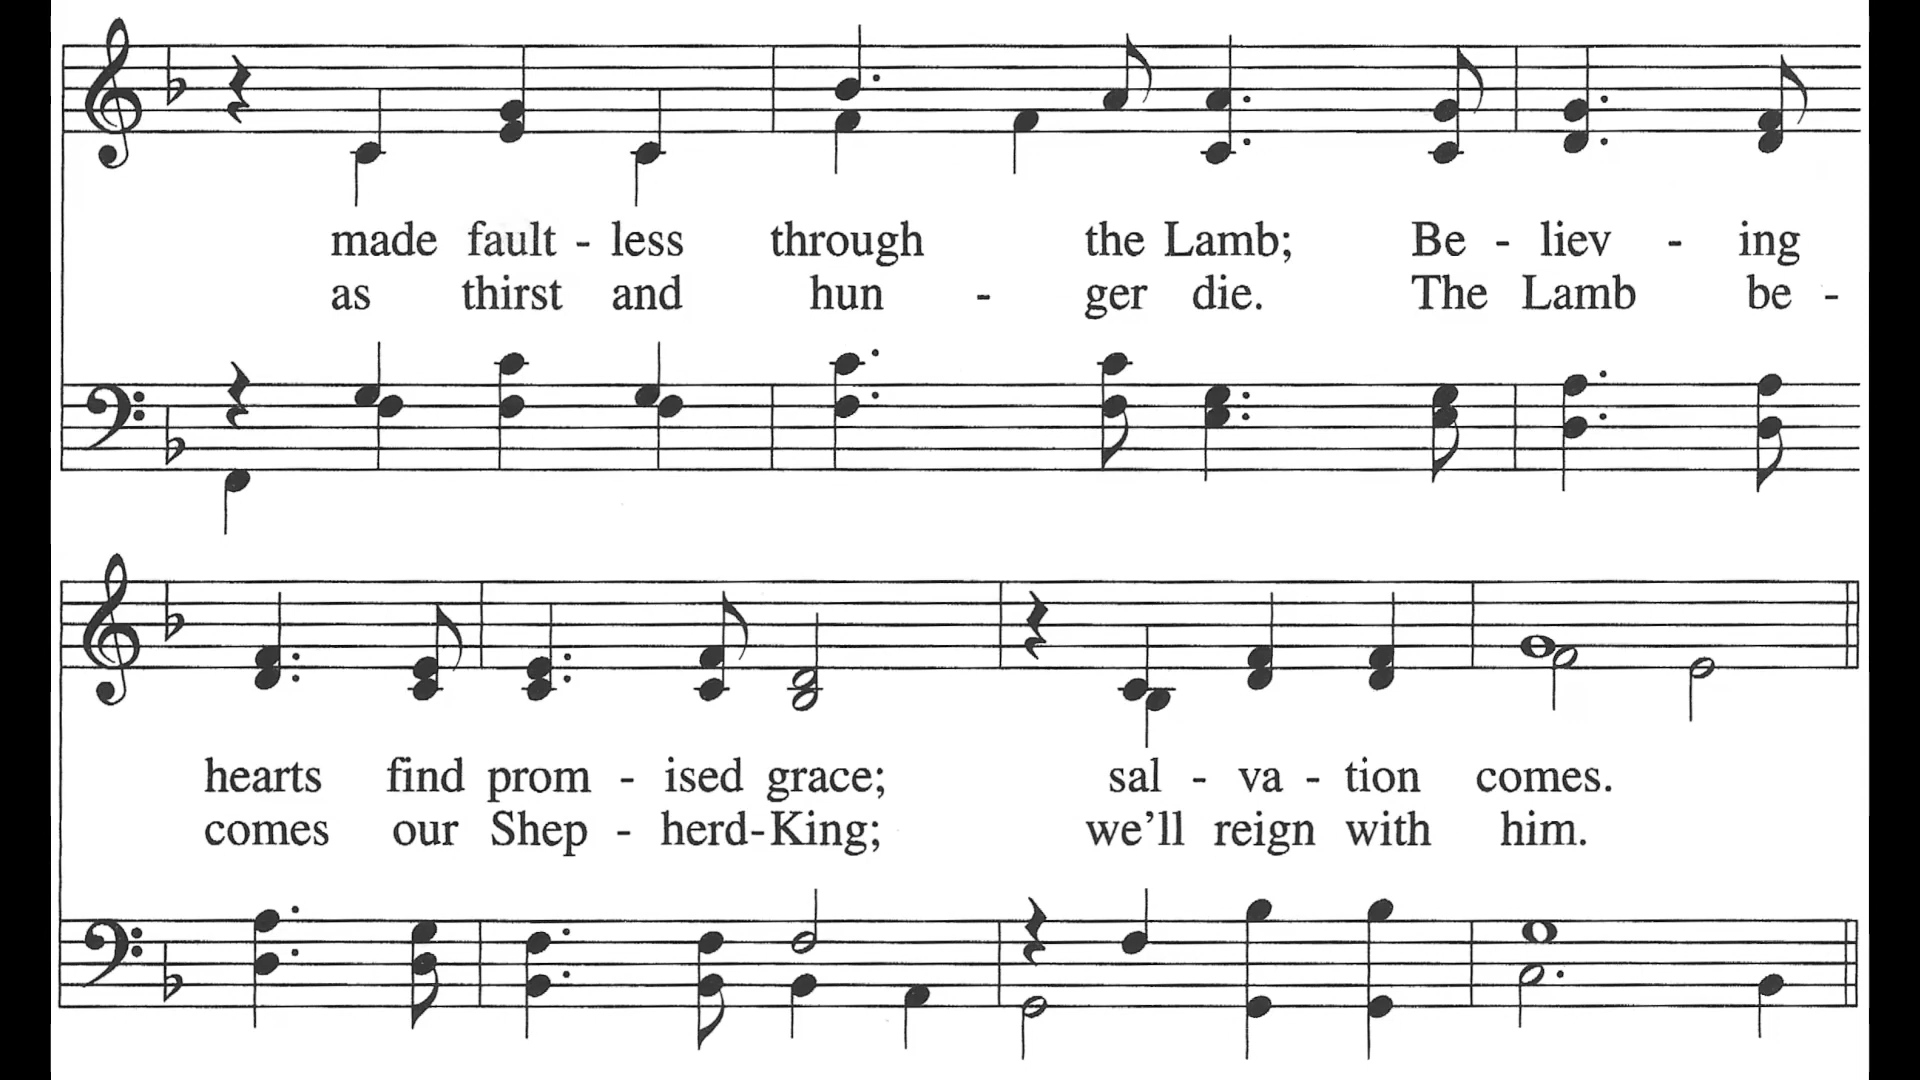 made fault - less through the Lamb; Be - liev - ing
as thirst and hun - ger die. The Lamb be -
hearts find prom - ised grace; sal - va - tion comes.
comes our Shep - herd-King; we'll reign with him.